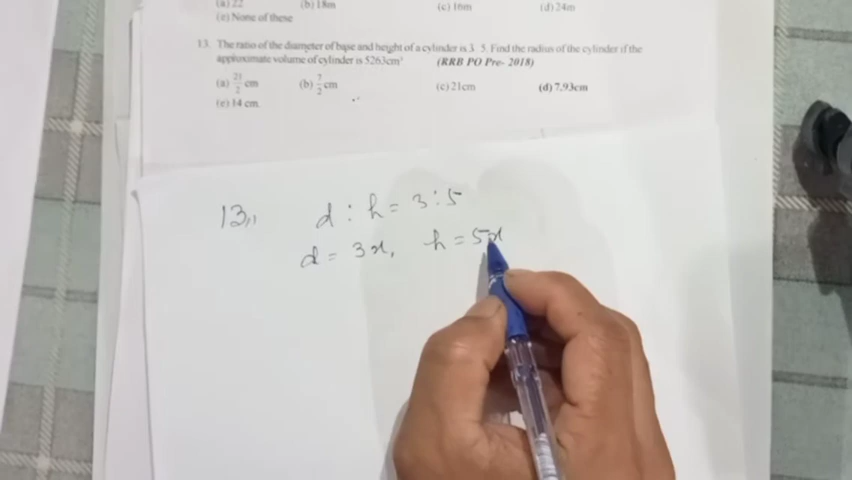 (a) 22 (b) 18m (c) 16m (d) 24m
(e) None of these
13. The ratio of the diameter of base and height of a cylinder is 3 : 5. Find the radius of the cylinder if the
approximate volume of cylinder is 5263cm³ (RRB PO Pre- 2018)
(a) 21/2 cm (b) 7/2 cm (c) 21cm (d) 7.93cm
(e) 14 cm
13,, d : h = 3 : 5
d = 3x, h = 5x